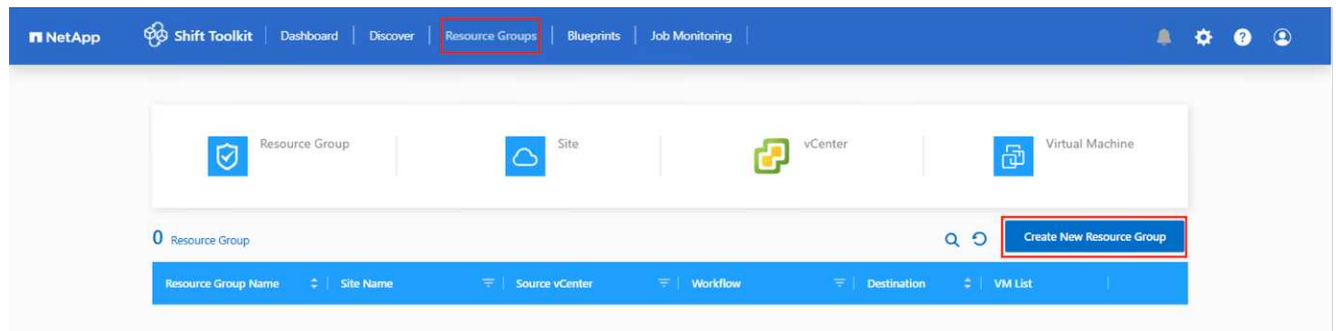 NetApp Shift Toolkit Dashboard Discover Resource Groups Blueprints Job Monitoring ?
Resource Group Site vCenter Virtual Machine
0 Resource Group Create New Resource Group
Resource Group Name Site Name Source vCenter Workflow Destination VM List